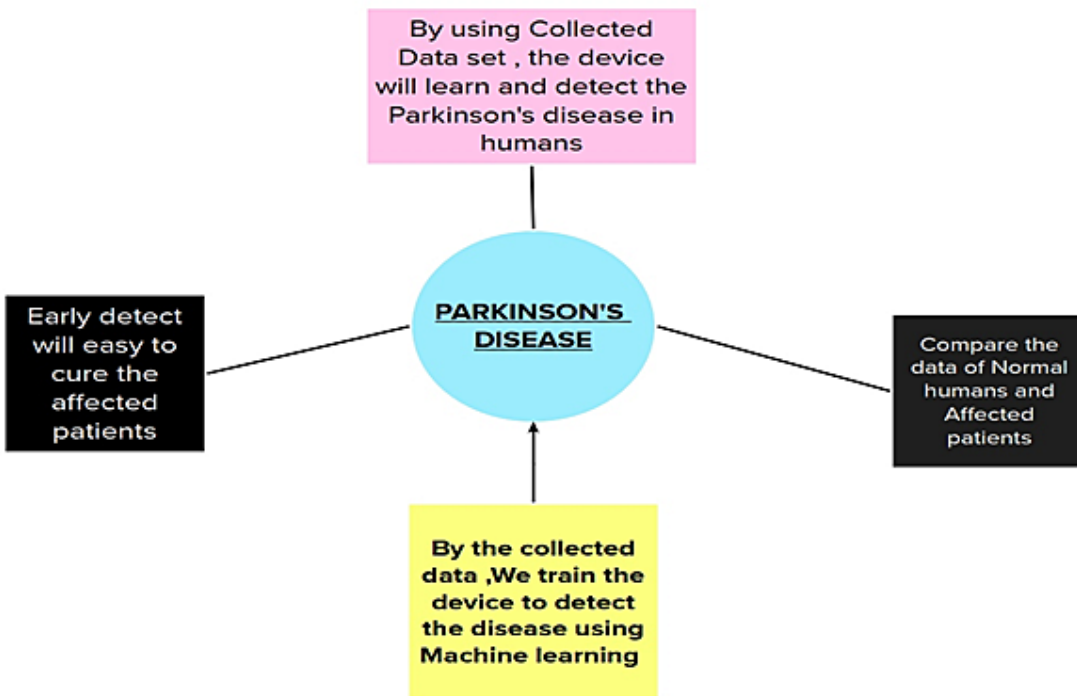 By using Collected
Data set , the device
will learn and detect the
Parkinson's disease in
humans
PARKINSON'S
DISEASE
Early detect
will easy to
cure the
affected
patients
Compare the
data of Normal
humans and
Affected
patients
By the collected
data ,We train the
device to detect
the disease using
Machine learning